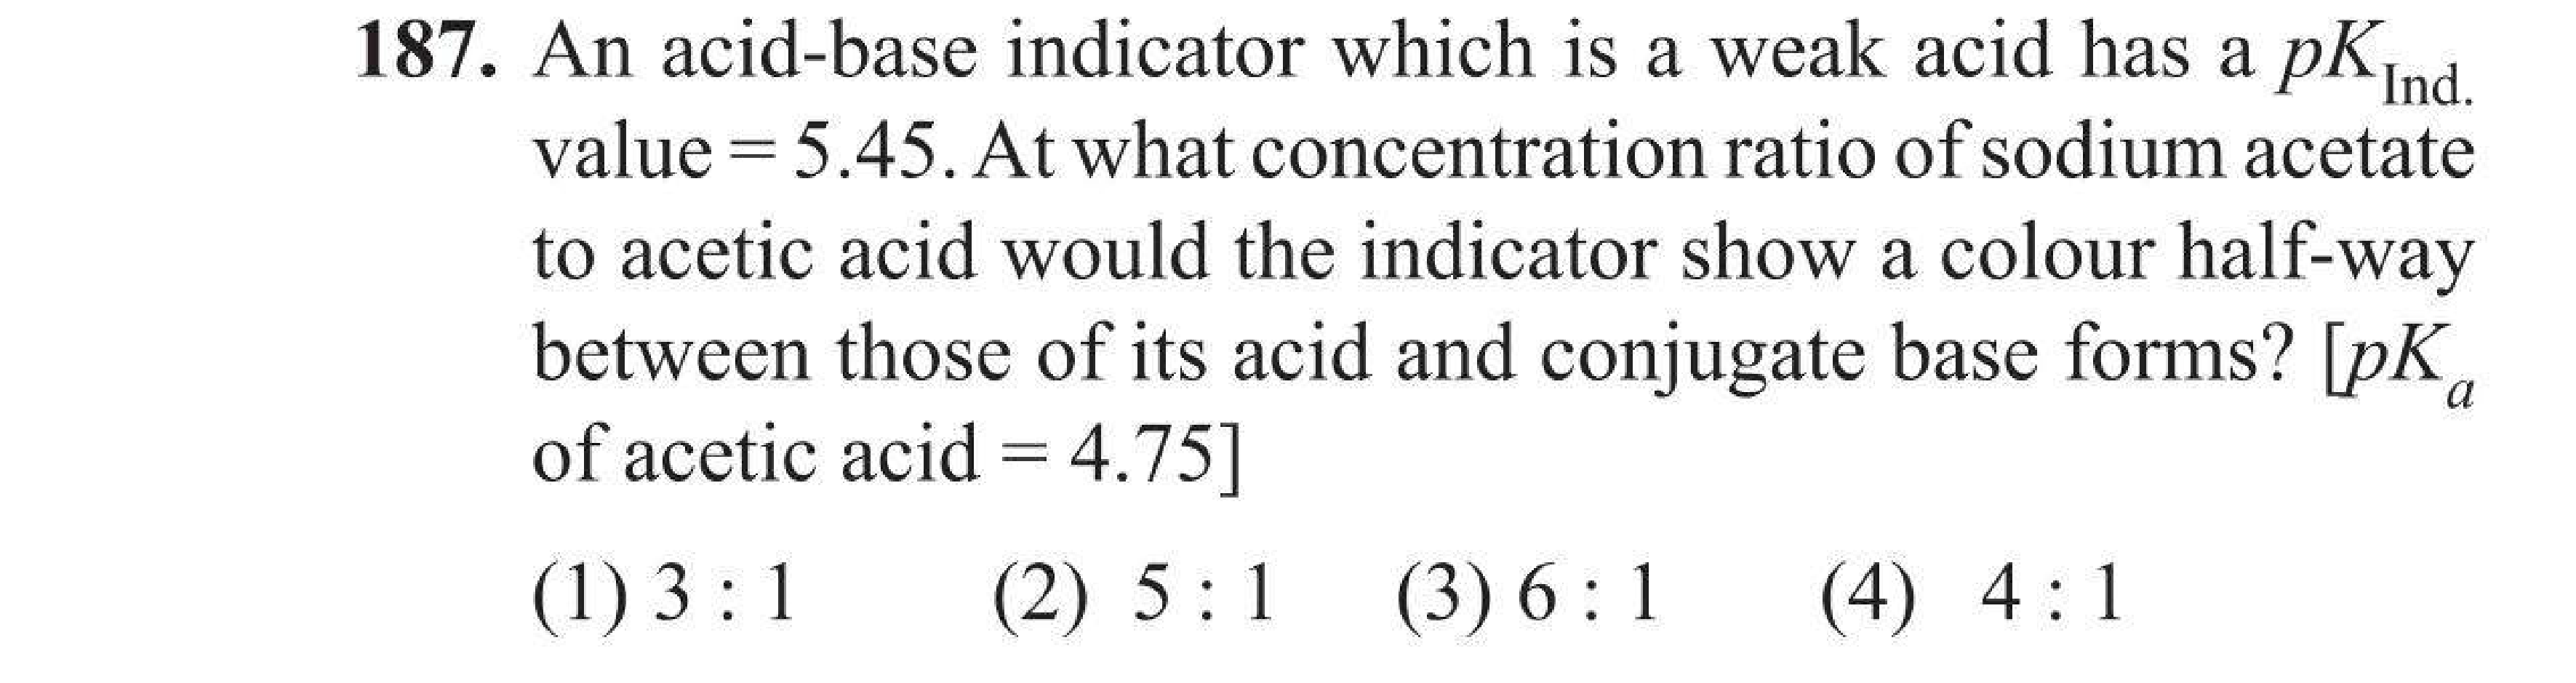 187. An acid-base indicator which is a weak acid has a pK_Ind.
value = 5.45. At what concentration ratio of sodium acetate
to acetic acid would the indicator show a colour half-way
between those of its acid and conjugate base forms? [pK_a
of acetic acid = 4.75]
(1) 3 : 1 (2) 5 : 1 (3) 6 : 1 (4) 4 : 1